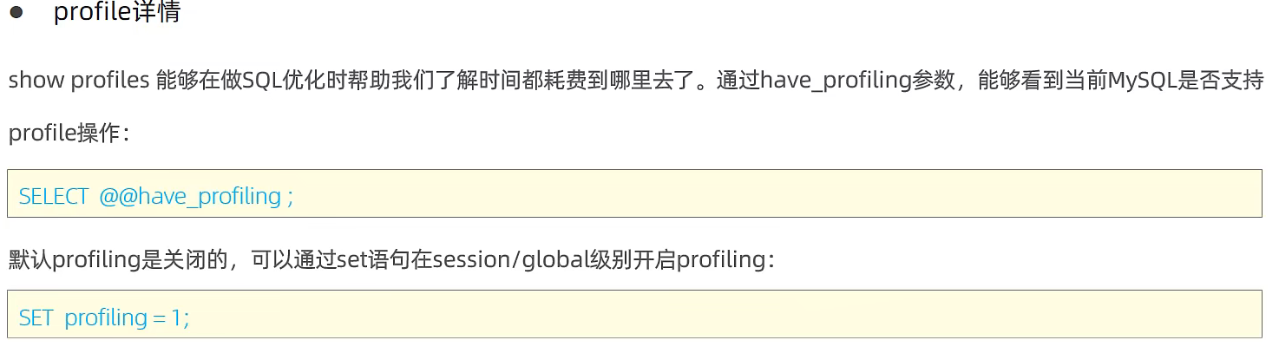 ● profile详情
show profiles 能够在做SQL优化时帮助我们了解时间都耗费到哪里去了。通过have_profiling参数，能够看到当前MySQL是否支持
profile操作：
SELECT @@have_profiling ;
默认profiling是关闭的，可以通过set语句在session/global级别开启profiling：
SET profiling = 1;